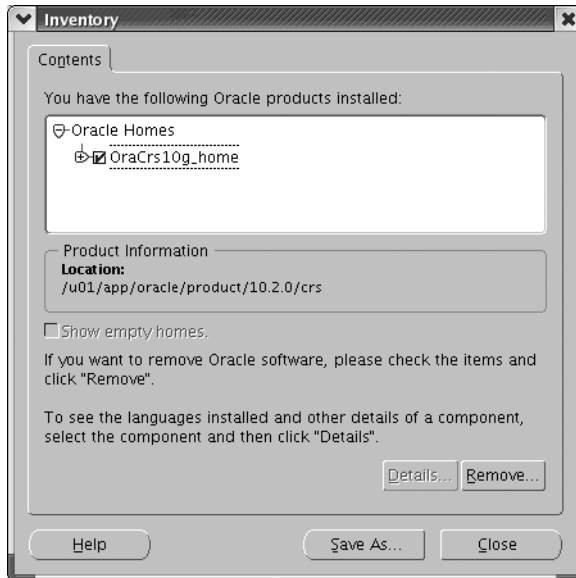 Inventory
Contents
You have the following Oracle products installed:
Oracle Homes
OraCrs10g_home
Product Information
Location:
/u01/app/oracle/product/10.2.0/crs
Show empty homes.
If you want to remove Oracle software, please check the items and
click "Remove".
To see the languages installed and other details of a component,
select the component and then click "Details".
Details... Remove...
Help Save As... Close